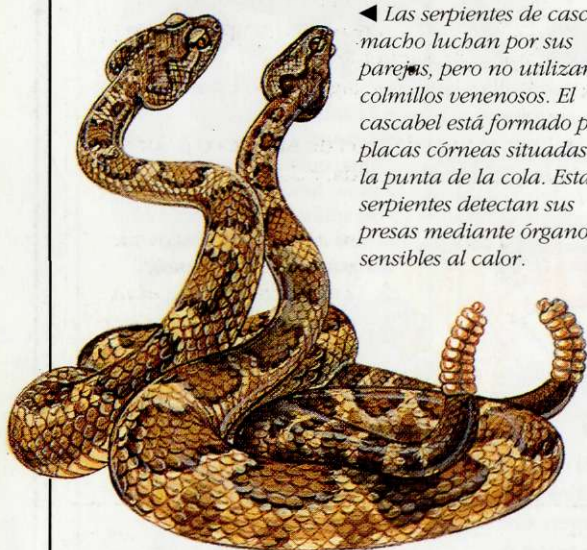 ◀ Las serpientes de casc
macho luchan por sus
parejas, pero no utilizan
colmillos venenosos. El
cascabel está formado p
placas córneas situadas
la punta de la cola. Esta
serpientes detectan sus
presas mediante órgano
sensibles al calor.